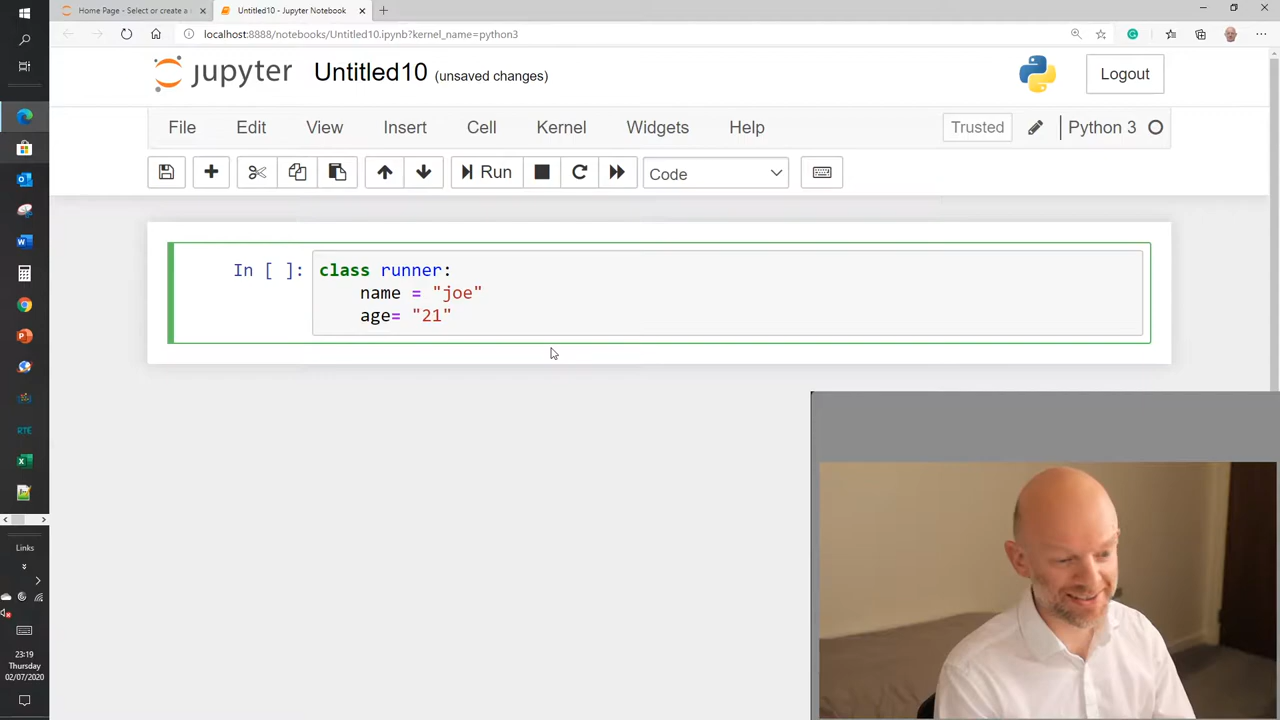 Home Page - Select or create a
Untitled10 - Jupyter Notebook
localhost:8888/notebooks/Untitled10.ipynb?kernel_name=python3
jupyter Untitled10 (unsaved changes)
Logout
File Edit View Insert Cell Kernel Widgets Help Trusted Python 3
Run Code
In [ ]: class runner:
name = "joe"
age= "21"
RTE
Links
23:19
Thursday
02/07/2020